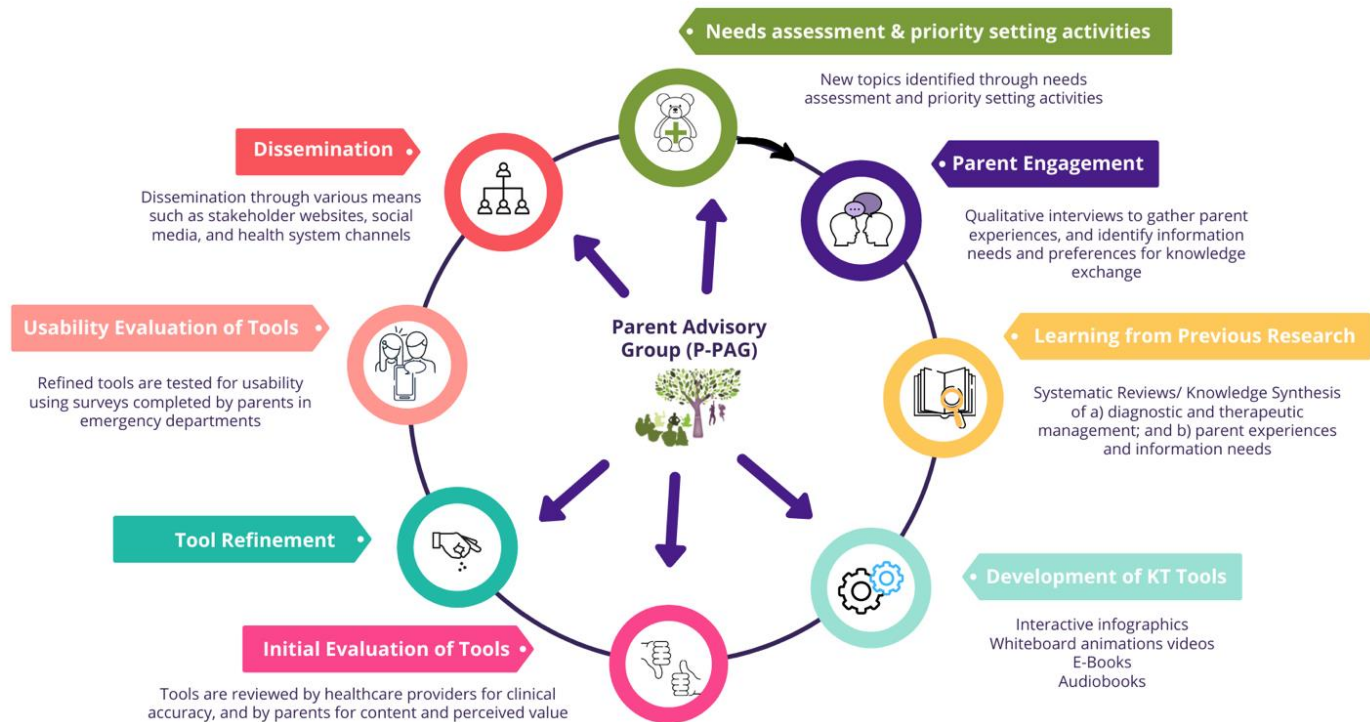 Needs assessment & priority setting activities
New topics identified through needs
assessment and priority setting activities
Parent Engagement
Qualitative interviews to gather parent
experiences, and identify information
needs and preferences for knowledge
exchange
Learning from Previous Research
Systematic Reviews/ Knowledge Synthesis
of a) diagnostic and therapeutic
management; and b) parent experiences
and information needs
Development of KT Tools
Interactive infographics
Whiteboard animations videos
E-Books
Audiobooks
Initial Evaluation of Tools
Tools are reviewed by healthcare providers for clinical
accuracy, and by parents for content and perceived value
Tool Refinement
Usability Evaluation of Tools
Refined tools are tested for usability
using surveys completed by parents in
emergency departments
Dissemination
Dissemination through various means
such as stakeholder websites, social
media, and health system channels
Parent Advisory
Group (P-PAG)